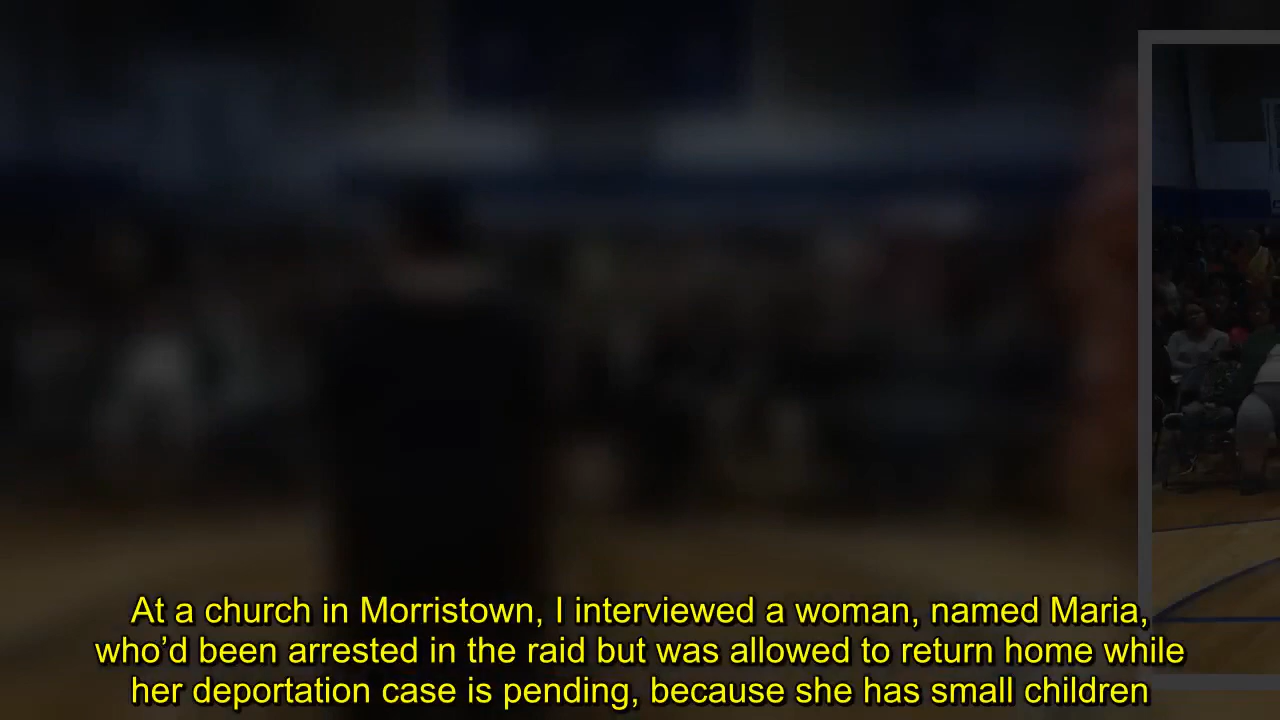 At a church in Morristown, I interviewed a woman, named Maria,
who’d been arrested in the raid but was allowed to return home while
her deportation case is pending, because she has small children